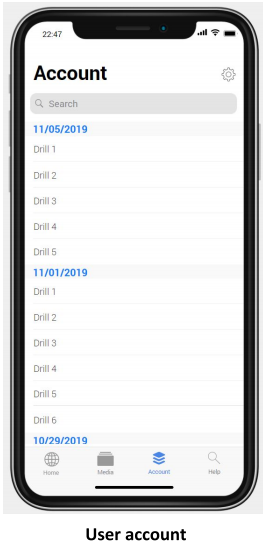 22:47
Account
Search
11/05/2019
Drill 1
Drill 2
Drill 3
Drill 4
Drill 5
11/01/2019
Drill 1
Drill 2
Drill 3
Drill 4
Drill 5
Drill 6
10/29/2019
Home Media Account Help
User account